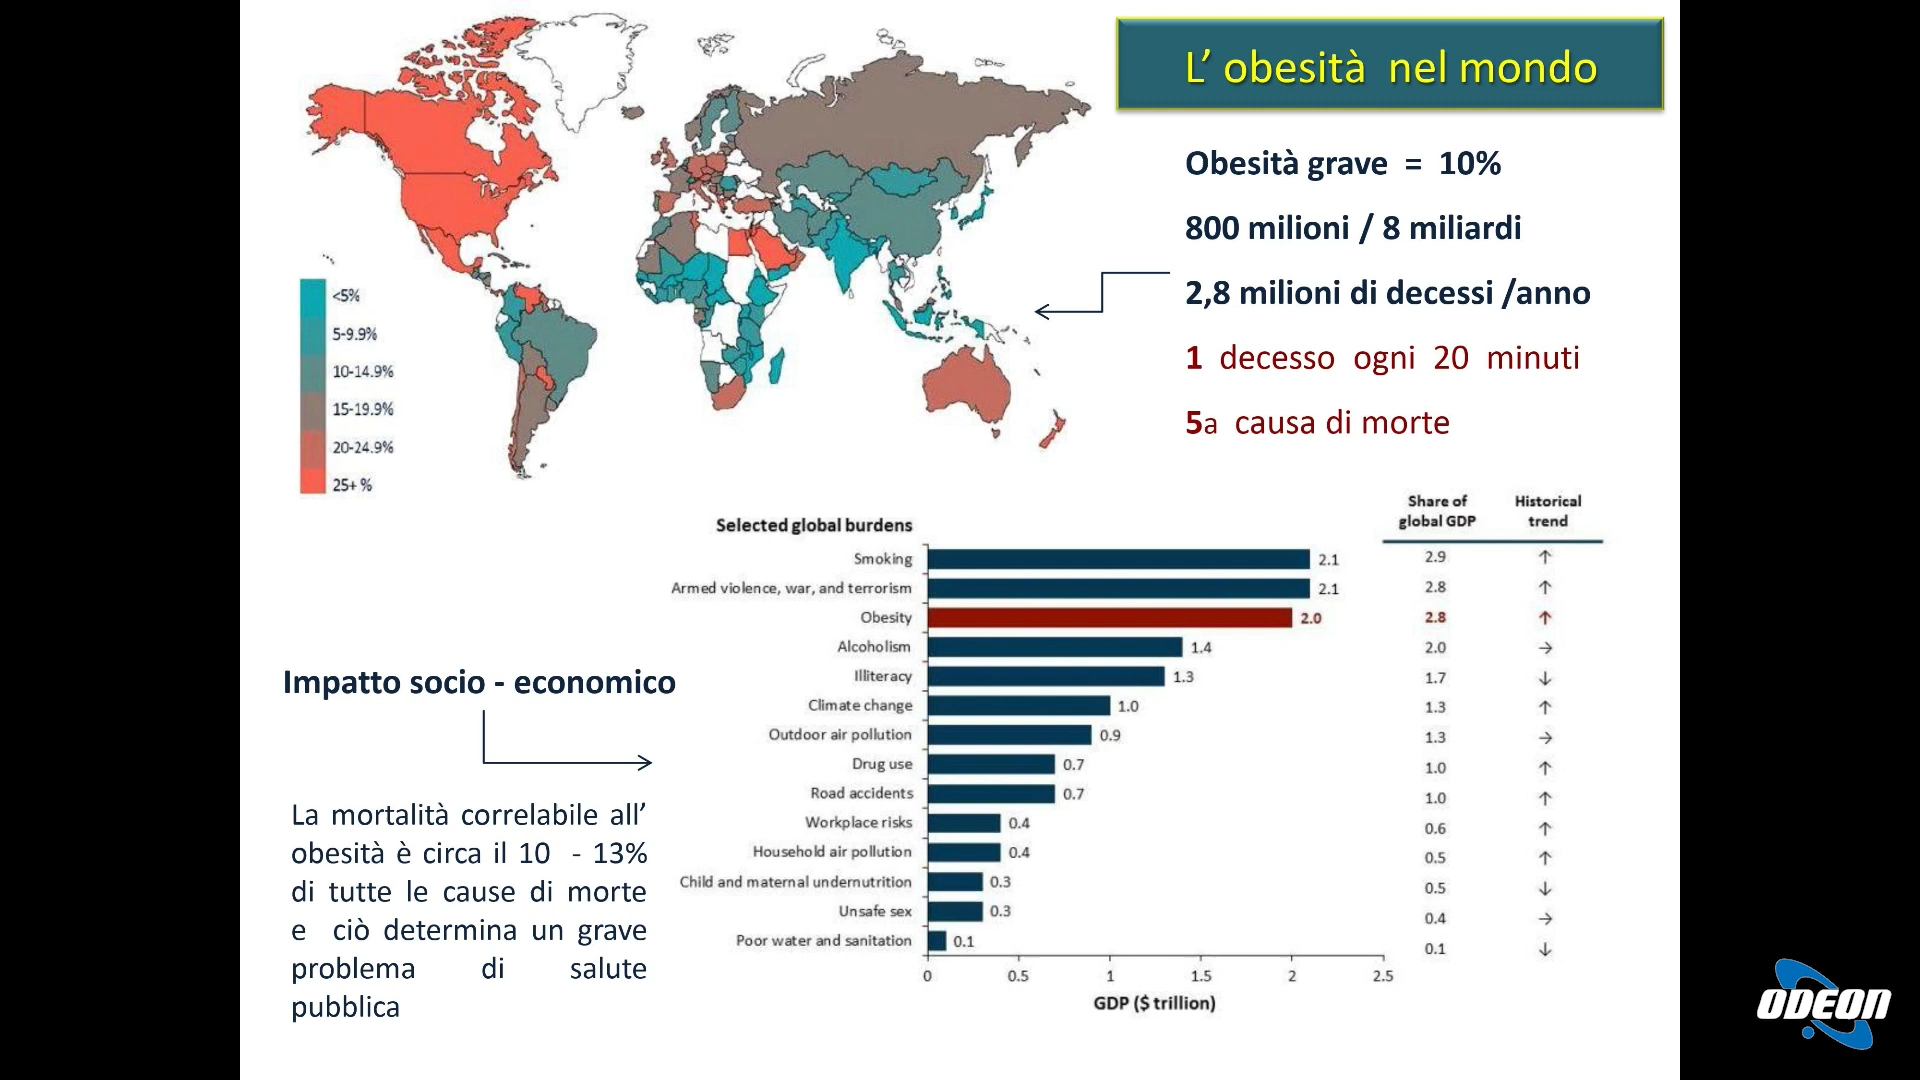 L’ obesità nel mondo
Obesità grave = 10%
800 milioni / 8 miliardi
2,8 milioni di decessi /anno
1 decesso ogni 20 minuti
5a causa di morte
<5%
5-9.9%
10-14.9%
15-19.9%
20-24.9%
25+ %
Impatto socio - economico
La mortalità correlabile all’
obesità è circa il 10 - 13%
di tutte le cause di morte
e ciò determina un grave
problema di salute
pubblica
Selected global burdens
Share of global GDP
Historical trend
Smoking 2.1 2.9 ↑
Armed violence, war, and terrorism 2.1 2.8 ↑
Obesity 2.0 2.8 ↑
Alcoholism 1.4 2.0 →
Illiteracy 1.3 1.7 ↓
Climate change 1.0 1.3 ↑
Outdoor air pollution 0.9 1.3 →
Drug use 0.7 1.0 ↑
Road accidents 0.7 1.0 ↑
Workplace risks 0.4 0.6 ↑
Household air pollution 0.4 0.5 ↑
Child and maternal undernutrition 0.3 0.5 ↓
Unsafe sex 0.3 0.4 →
Poor water and sanitation 0.1 0.1 ↓
0 0.5 1 1.5 2 2.5
GDP ($ trillion)
ODEON